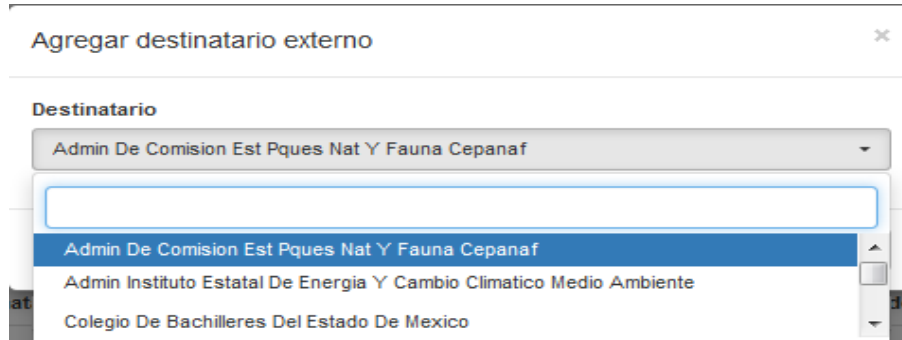 Agregar destinatario externo
×
Destinatario
Admin De Comision Est Pques Nat Y Fauna Cepanaf
Admin De Comision Est Pques Nat Y Fauna Cepanaf
Admin Instituto Estatal De Energia Y Cambio Climatico Medio Ambiente
Colegio De Bachilleres Del Estado De Mexico